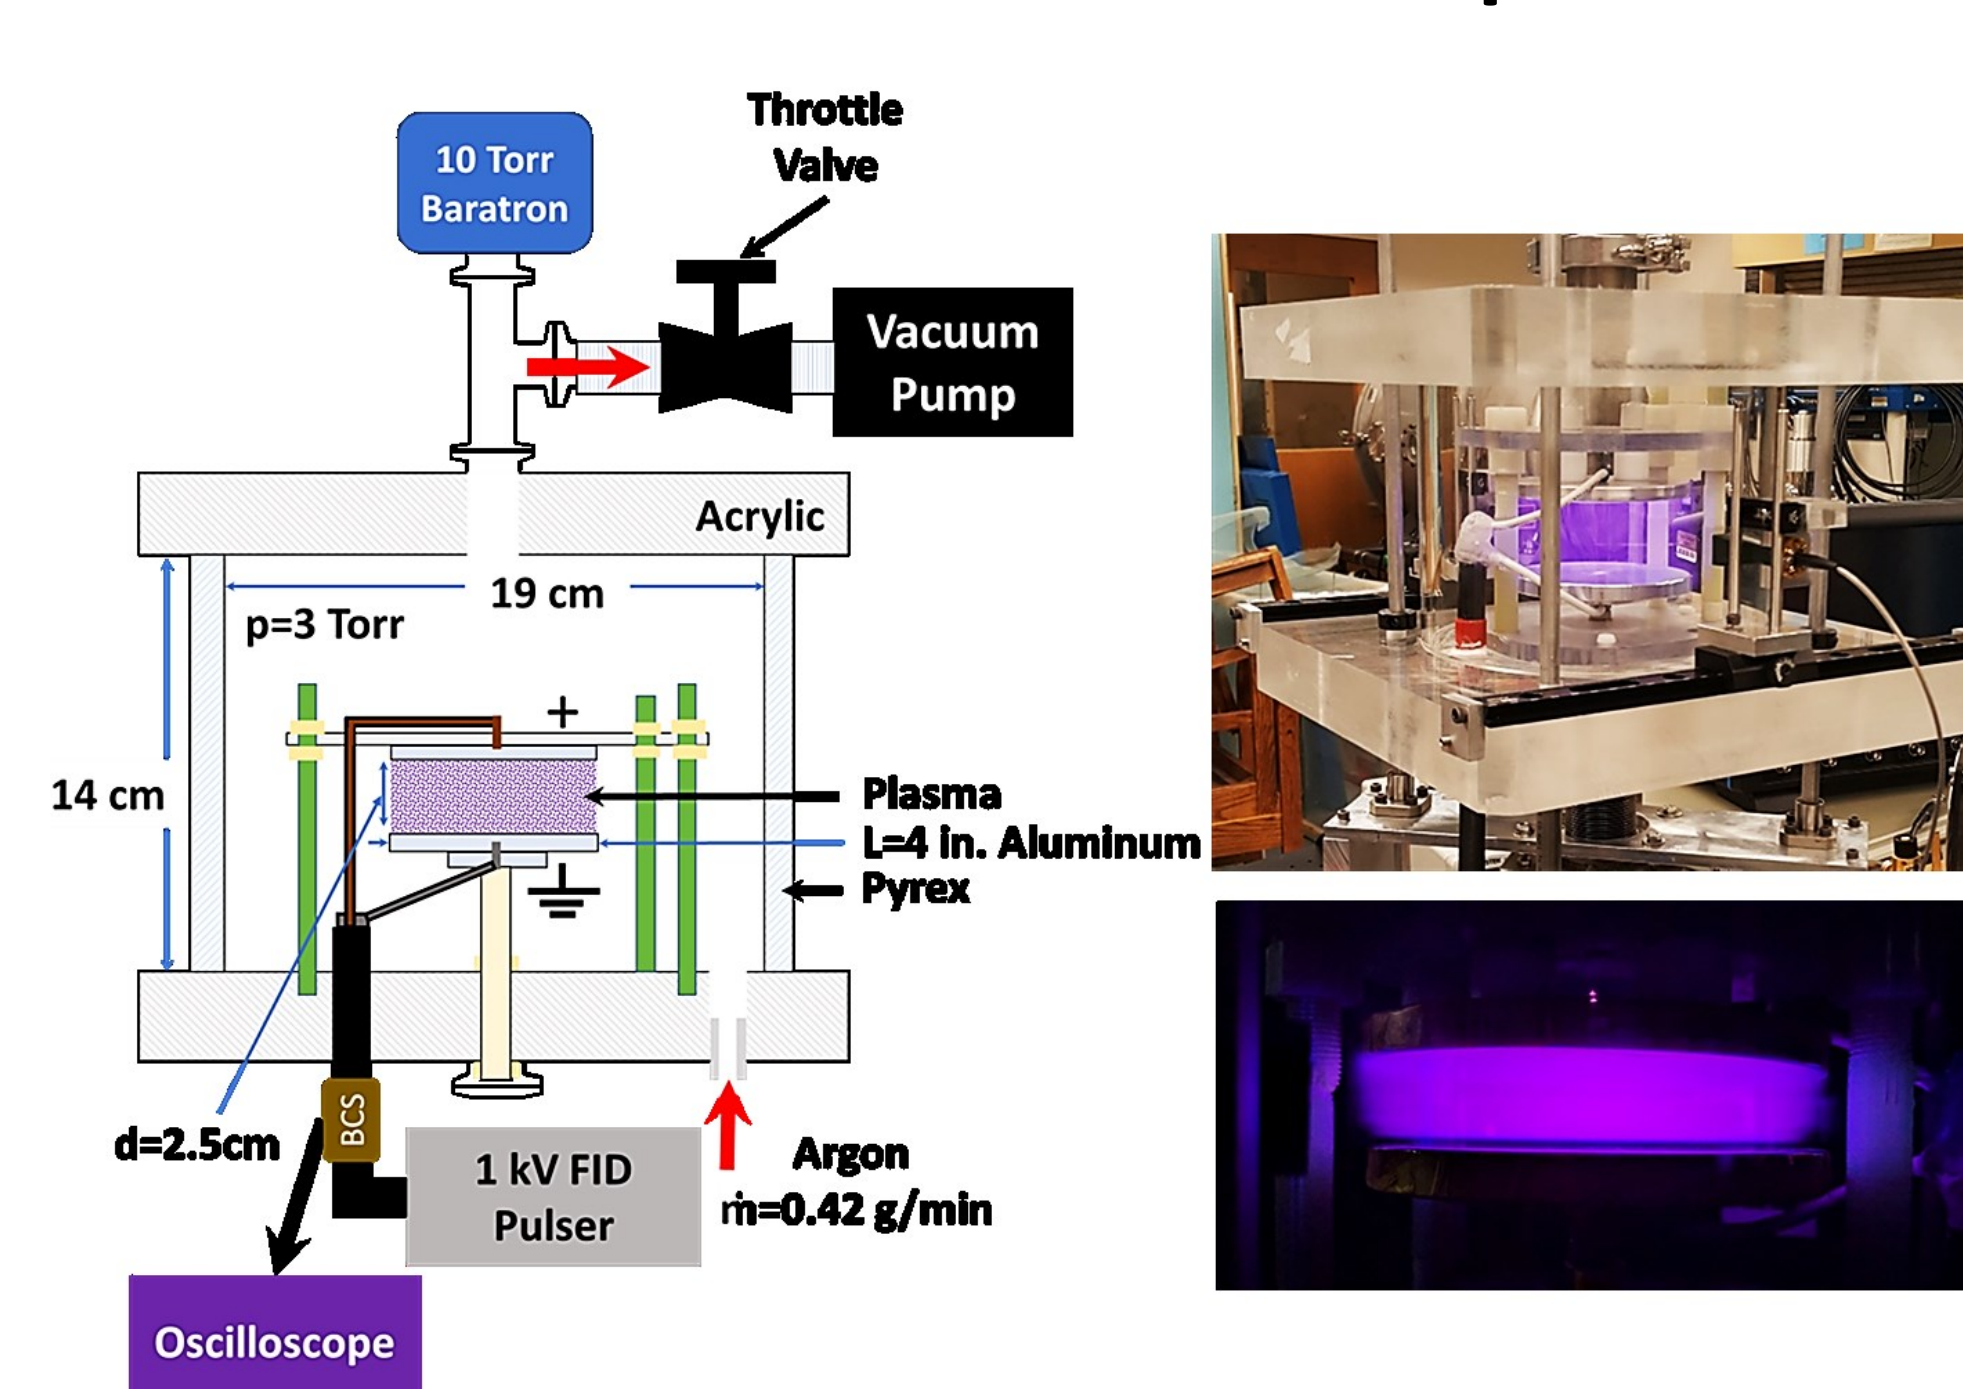 Throttle
Valve
10 Torr
Baratron
Vacuum
Pump
Acrylic
19 cm
p=3 Torr
+
14 cm
Plasma
L=4 in. Aluminum
Pyrex
BCS
d=2.5cm
1 kV FID
Pulser
Argon
ṁ=0.42 g/min
Oscilloscope